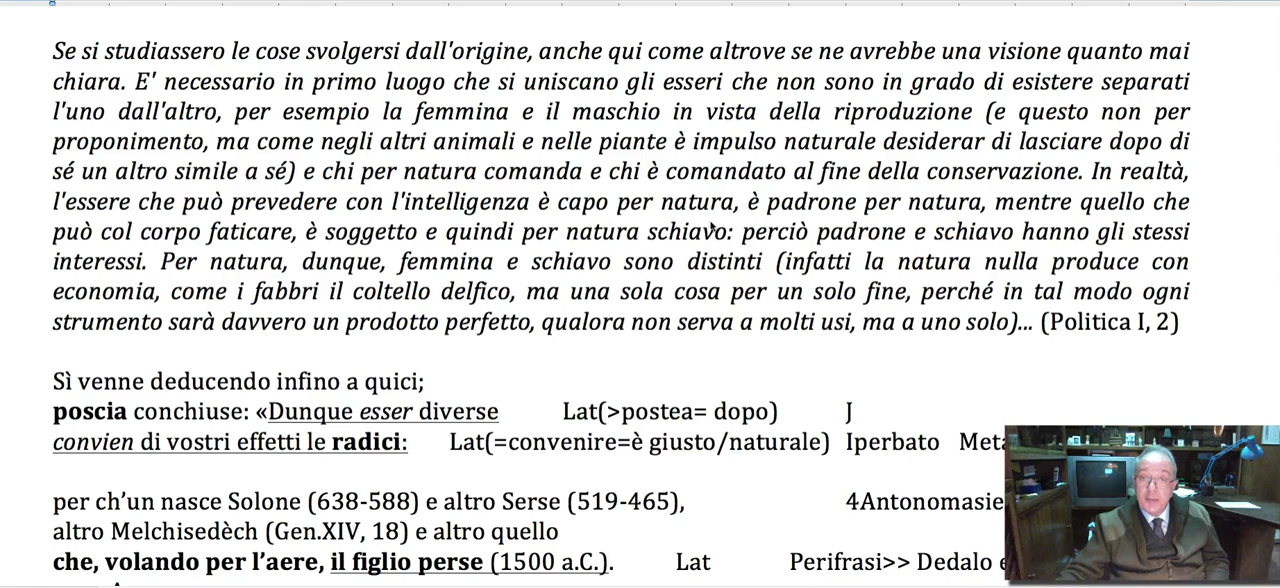 Se si studiassero le cose svolgersi dall'origine, anche qui come altrove se ne avrebbe una visione quanto mai
chiara. E' necessario in primo luogo che si uniscano gli esseri che non sono in grado di esistere separati
l'uno dall'altro, per esempio la femmina e il maschio in vista della riproduzione (e questo non per
proponimento, ma come negli altri animali e nelle piante è impulso naturale desiderar di lasciare dopo di
sé un altro simile a sé) e chi per natura comanda e chi è comandato al fine della conservazione. In realtà,
l'essere che può prevedere con l'intelligenza è capo per natura, è padrone per natura, mentre quello che
può col corpo faticare, è soggetto e quindi per natura schiavo: perciò padrone e schiavo hanno gli stessi
interessi. Per natura, dunque, femmina e schiavo sono distinti (infatti la natura nulla produce con
economia, come i fabbri il coltello delfico, ma una sola cosa per un solo fine, perché in tal modo ogni
strumento sarà davvero un prodotto perfetto, qualora non serva a molti usi, ma a uno solo)... (Politica I, 2)
Sì venne deducendo infino a quici;
poscia conchiuse: «Dunque esser diverse Lat(>postea= dopo) J
convien di vostri effetti le radici: Lat(=convenire=è giusto/naturale) Iperbato
per ch'un nasce Solone (638-588) e altro Serse (519-465), 4Antonomasie
altro Melchisedèch (Gen.XIV, 18) e altro quello
che, volando per l'aere, il figlio perse (1500 a.C.). Lat Perifrasi>> Dedalo